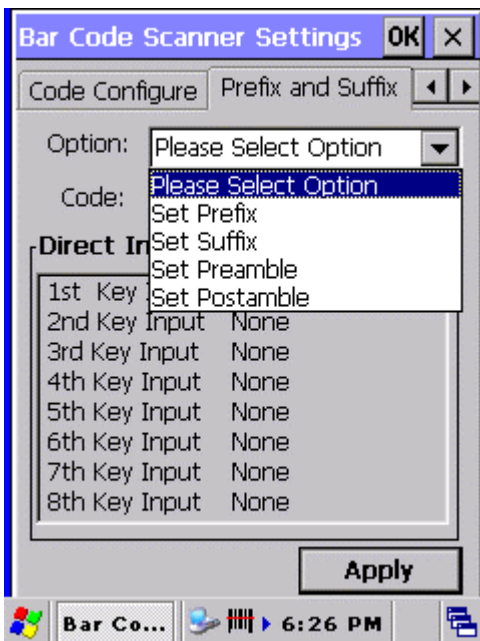 Bar Code Scanner Settings OK ×
Code Configure Prefix and Suffix
Option: Please Select Option
Please Select Option
Code:
Set Prefix
Set Suffix
Direct In
Set Preamble
Set Postamble
1st Key
2nd Key Input None
3rd Key Input None
4th Key Input None
5th Key Input None
6th Key Input None
7th Key Input None
8th Key Input None
Apply
Bar Co... 6:26 PM